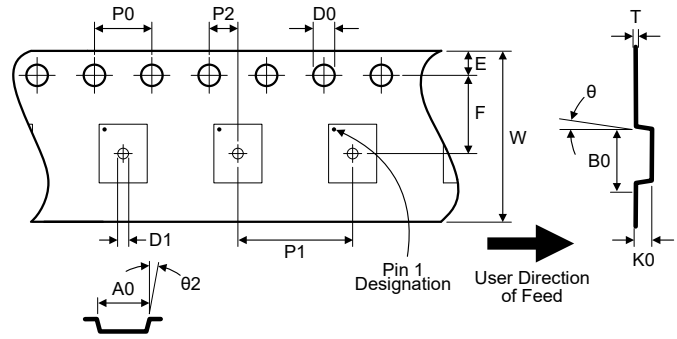 P0
P2
D0
T
E
F
W
θ
B0
D1
P1
Pin 1
Designation
User Direction
of Feed
K0
A0
θ2